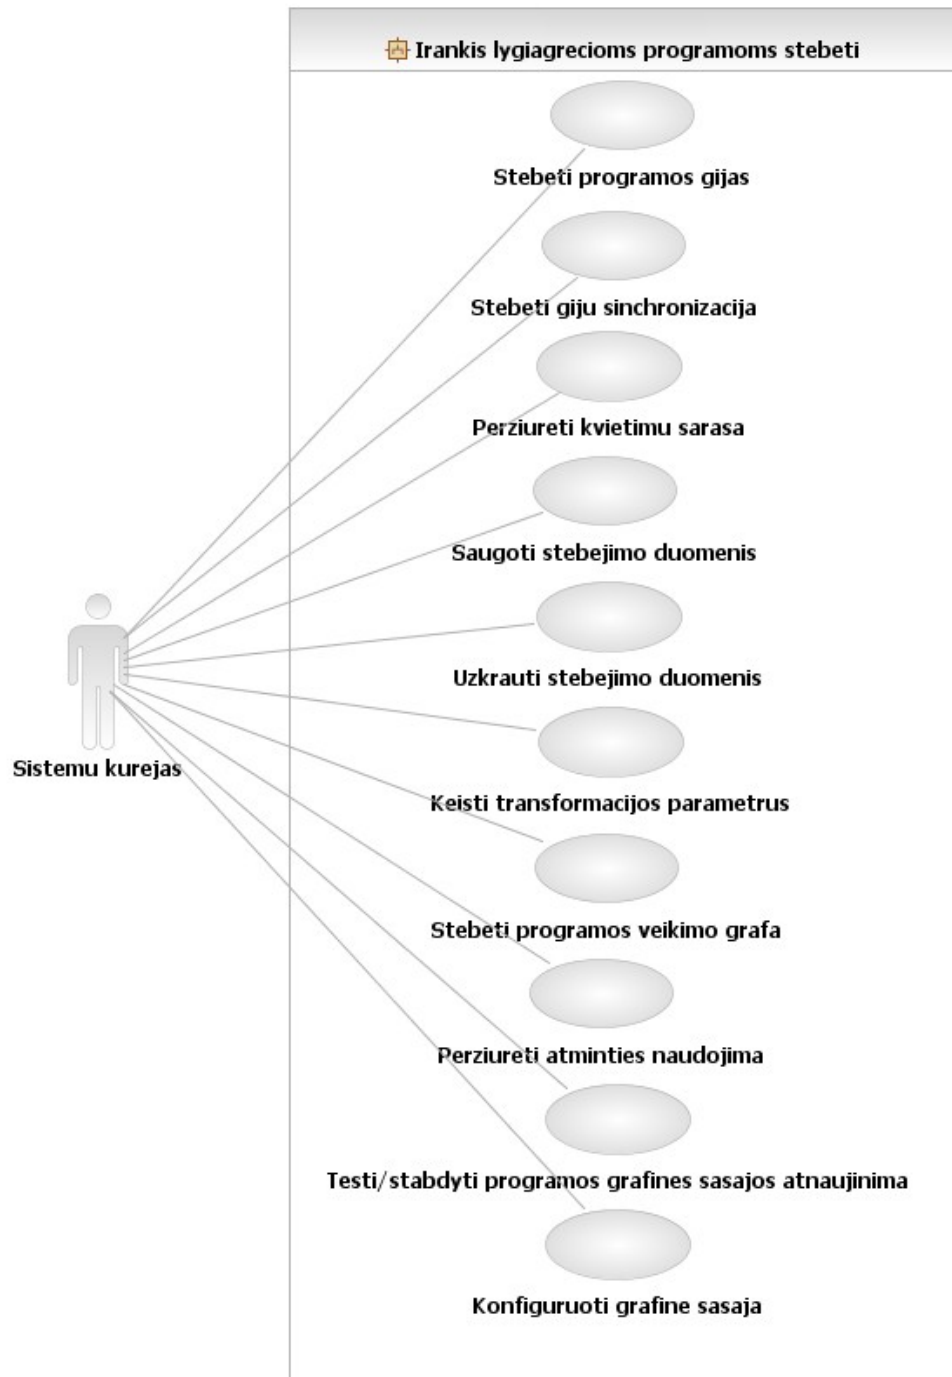 Irankis lygiagrecioms programoms stebeti
Stebeti programos gijas
Stebeti giju sinchronizacija
Perziureti kvietimu sarasa
Saugoti stebejimo duomenis
Uzkrauti stebejimo duomenis
Sistemu kurejas
Keisti transformacijos parametrus
Stebeti programos veikimo grafa
Perziureti atminties naudojima
Testi/stabdyti programos grafines sasajos atnaujinima
Konfiguruoti grafine sasaja